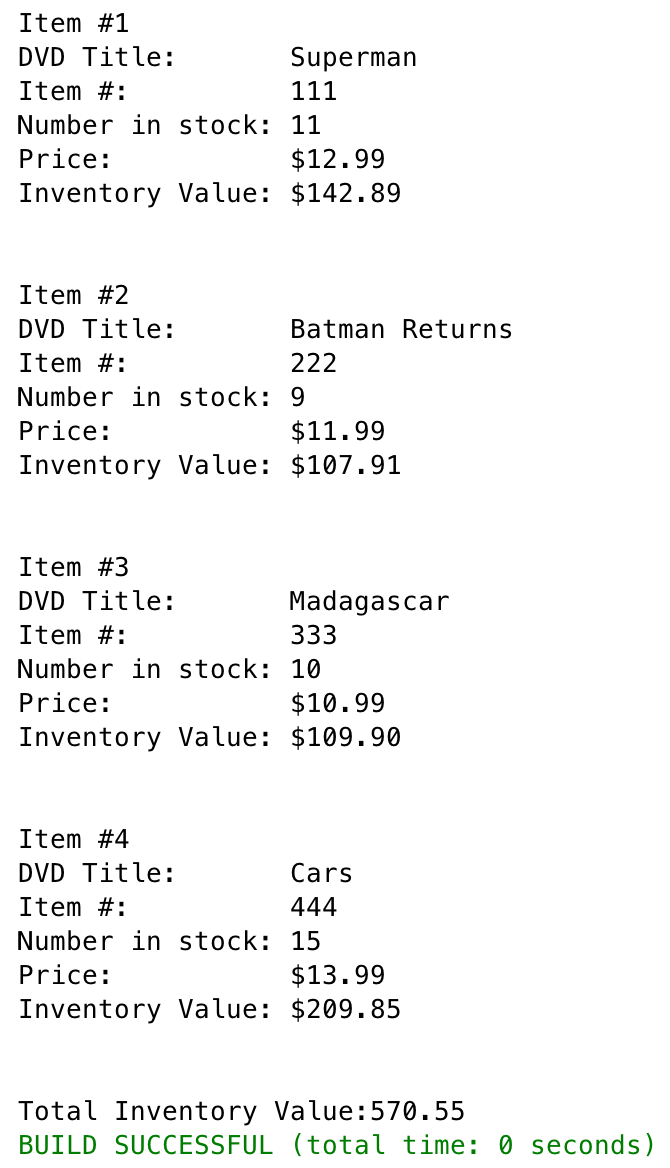 Item #1
DVD Title:       Superman
Item #:          111
Number in stock: 11
Price:           $12.99
Inventory Value: $142.89
Item #2
DVD Title:       Batman Returns
Item #:          222
Number in stock: 9
Price:           $11.99
Inventory Value: $107.91
Item #3
DVD Title:       Madagascar
Item #:          333
Number in stock: 10
Price:           $10.99
Inventory Value: $109.90
Item #4
DVD Title:       Cars
Item #:          444
Number in stock: 15
Price:           $13.99
Inventory Value: $209.85
Total Inventory Value:570.55
BUILD SUCCESSFUL (total time: 0 seconds)